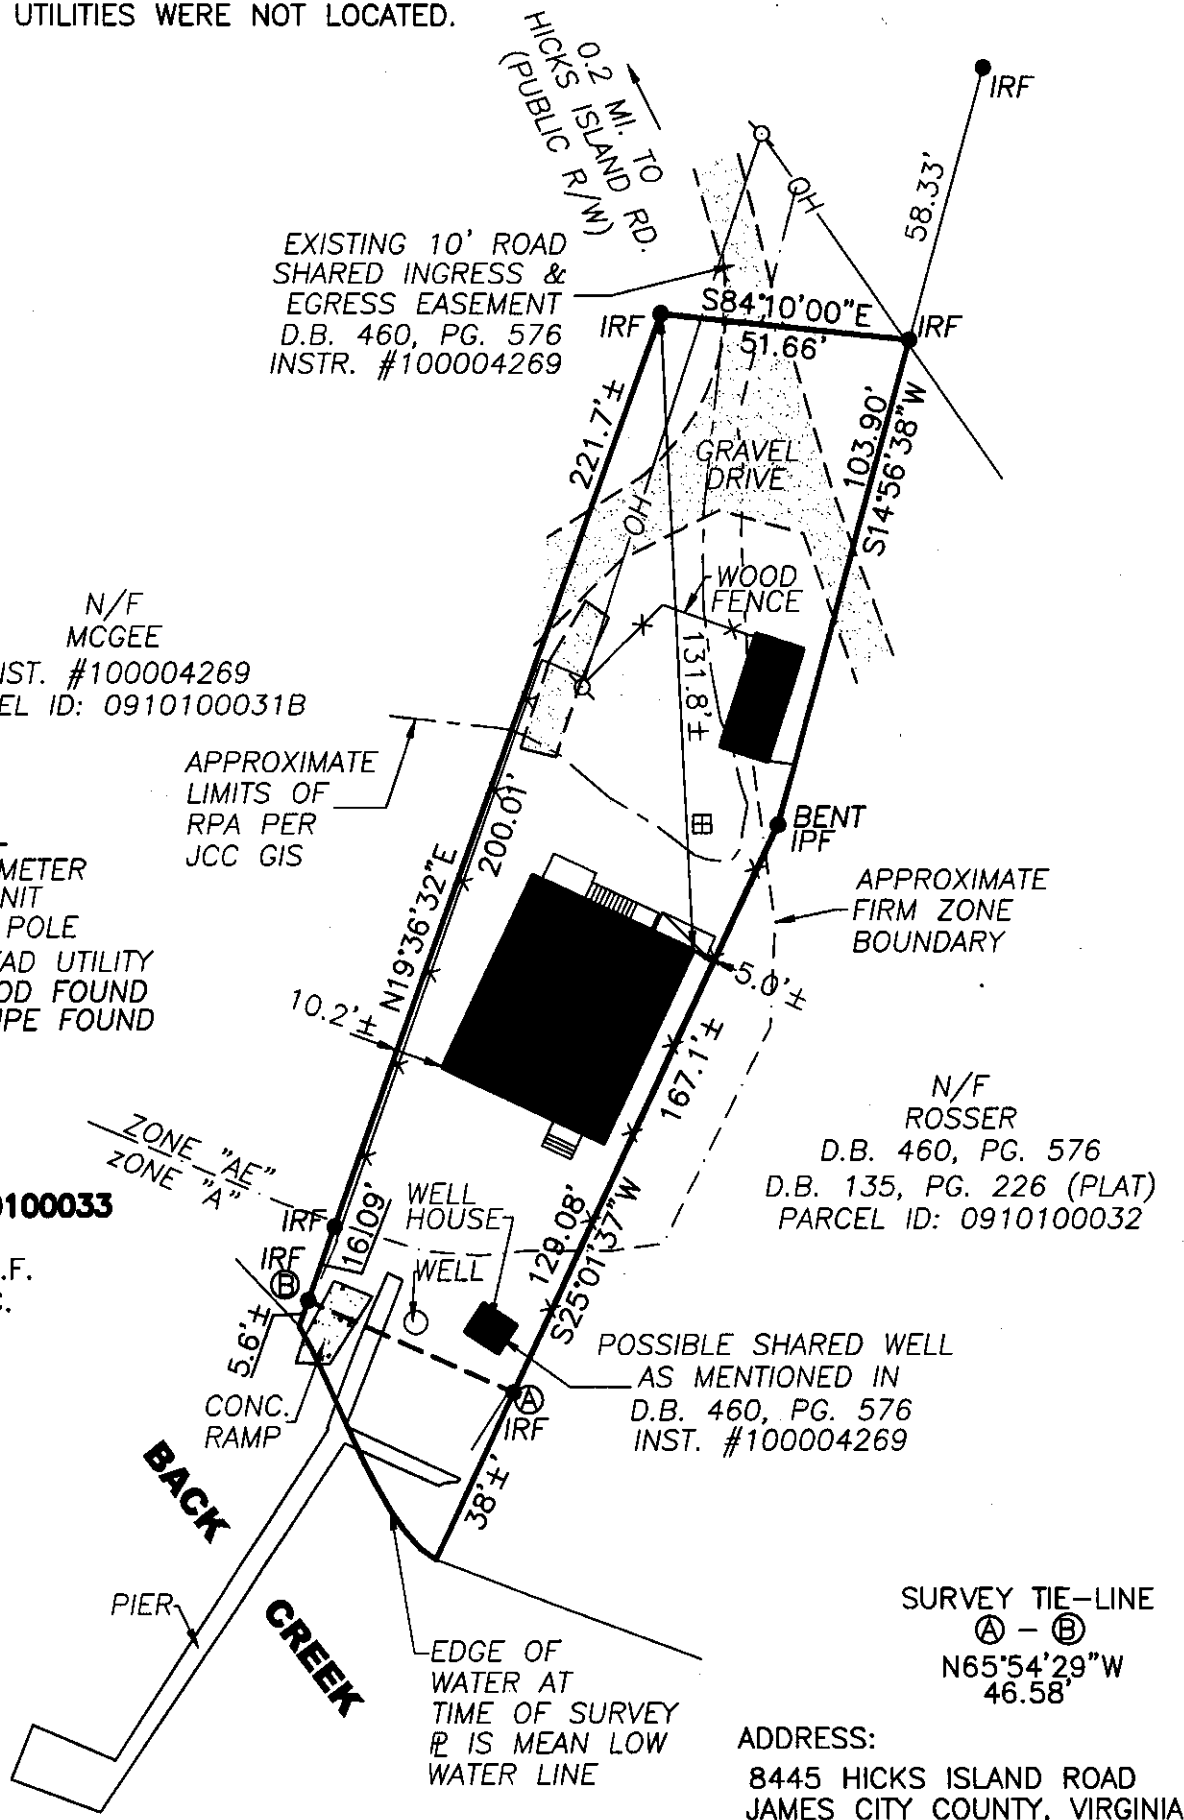 UTILITIES WERE NOT LOCATED.
0.2 MI. TO
HICKS ISLAND RD.
(PUBLIC R/W)
IRF
58.33'
OH
EXISTING 10' ROAD
SHARED INGRESS &
EGRESS EASEMENT
D.B. 460, PG. 576
INSTR. #100004269
IRF
S84°10'00"E
51.66'
IRF
221.7'±
103.90'
S14°56'38"W
GRAVEL
DRIVE
OH
WOOD
FENCE
131.8'±
N/F
MCGEE
NST. #100004269
EL ID: 0910100031B
APPROXIMATE
LIMITS OF
RPA PER
JCC GIS
200.01'
N19°36'32"E
BENT
IPF
METER
NIT
POLE
AD UTILITY
OD FOUND
IPE FOUND
APPROXIMATE
FIRM ZONE
BOUNDARY
5.0'±
10.2'±
167.1'±
N/F
ROSSER
D.B. 460, PG. 576
D.B. 135, PG. 226 (PLAT)
PARCEL ID: 0910100032
ZONE "AE"
ZONE "A"
0100033
.F.
IRF
16.09'
WELL
HOUSE
129.08'
S25°01'37"W
IRF
B
WELL
5.6'±
POSSIBLE SHARED WELL
AS MENTIONED IN
D.B. 460, PG. 576
INST. #100004269
CONC.
RAMP
A
IRF
38'±'
BACK
CREEK
PIER
EDGE OF
WATER AT
TIME OF SURVEY
PL IS MEAN LOW
WATER LINE
SURVEY TIE-LINE
A - B
N65°54'29"W
46.58'
ADDRESS:
8445 HICKS ISLAND ROAD
JAMES CITY COUNTY, VIRGINIA